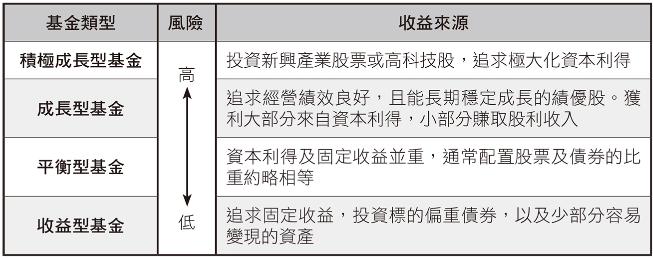 基金類型 風險 收益來源
積極成長型基金 高 投資新興產業股票或高科技股，追求極大化資本利得
成長型基金 追求經營績效良好，且能長期穩定成長的績優股。獲
利大部分來自資本利得，小部分賺取股利收入
平衡型基金 資本利得及固定收益並重，通常配置股票及債券的比
重約略相等
收益型基金 低 追求固定收益，投資標的偏重債券，以及少部分容易
變現的資產